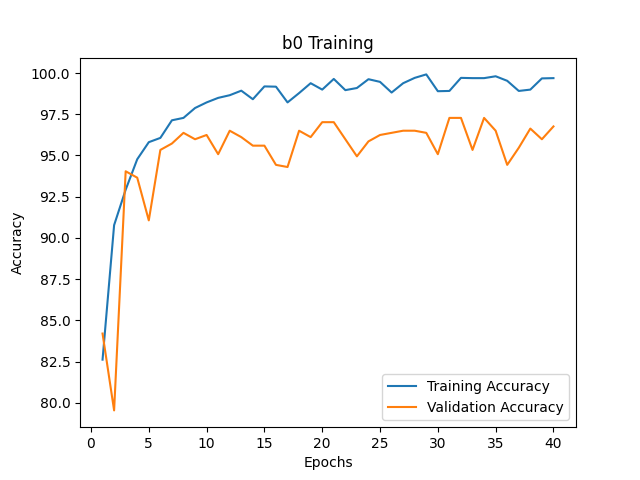 b0 Training
100.0
97.5
95.0
92.5
90.0
87.5
85.0
82.5
80.0
Accuracy
0 5 10 15 20 25 30 35 40
Epochs
Training Accuracy
Validation Accuracy